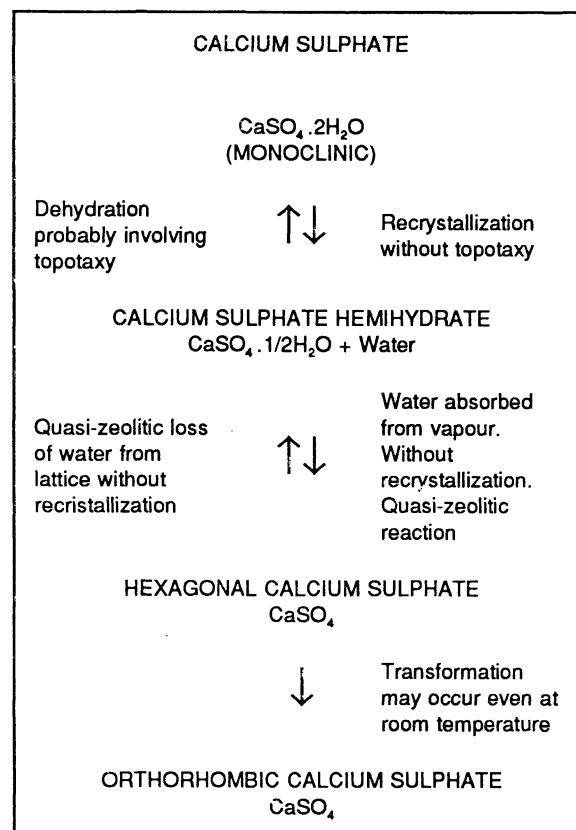 CALCIUM SULPHATE
CaSO₄.2H₂O
(MONOCLINIC)
Dehydration
probably involving
topotaxy
↑↓
Recrystallization
without topotaxy
CALCIUM SULPHATE HEMIHYDRATE
CaSO₄.1/2H₂O + Water
Quasi-zeolitic loss
of water from
lattice without
recristallization
↑↓
Water absorbed
from vapour.
Without
recrystallization.
Quasi-zeolitic
reaction
HEXAGONAL CALCIUM SULPHATE
CaSO₄
↓
Transformation
may occur even at
room temperature
ORTHORHOMBIC CALCIUM SULPHATE
CaSO₄